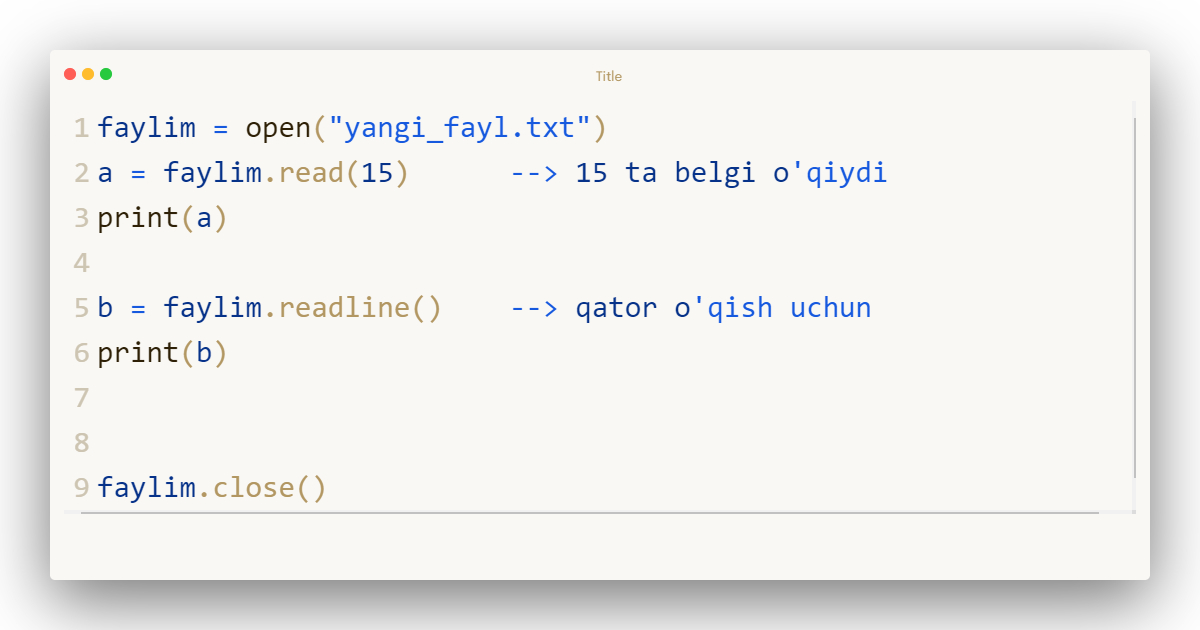 Title
1 faylim = open("yangi_fayl.txt")
2 a = faylim.read(15)      --> 15 ta belgi o'qiydi
3 print(a)
4
5 b = faylim.readline()    --> qator o'qish uchun
6 print(b)
7
8
9 faylim.close()